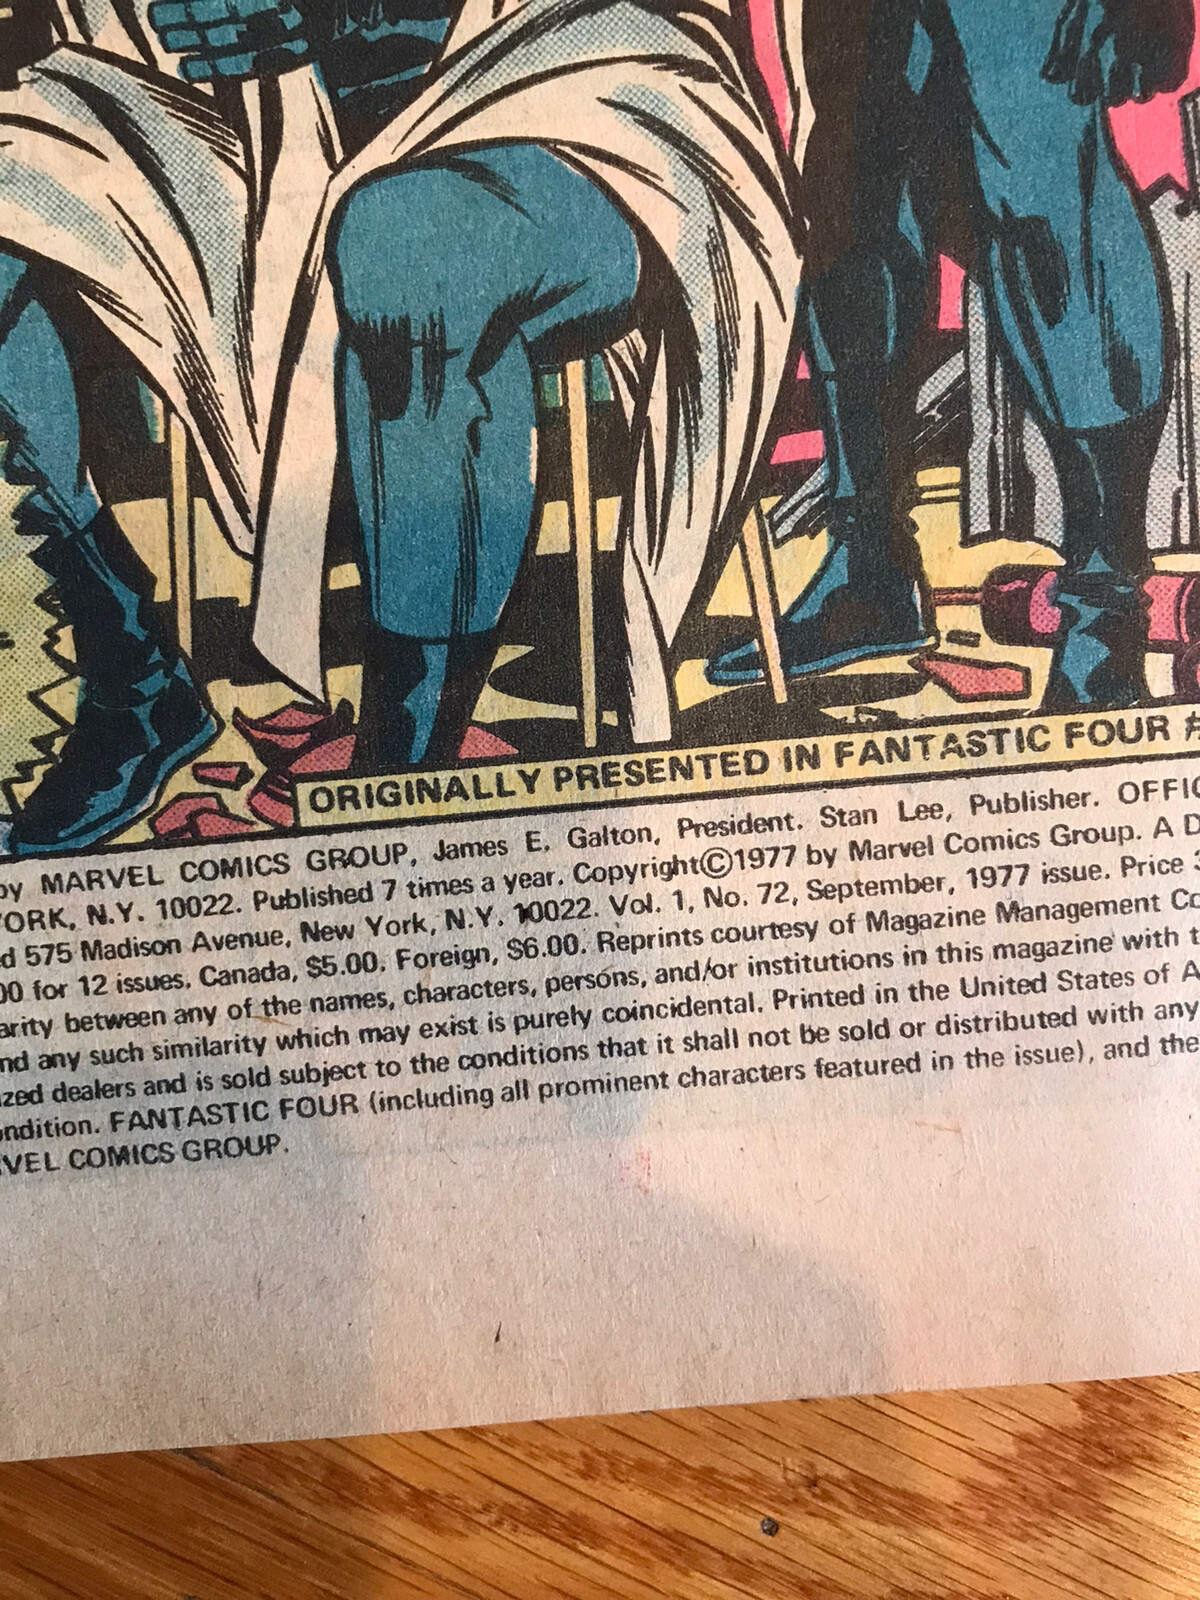 ORIGINALLY PRESENTED IN FANTASTIC FOUR #
by MARVEL COMICS GROUP, James E. Galton, President. Stan Lee, Publisher. OFFIC
YORK, N.Y. 10022. Published 7 times a year. Copyright©1977 by Marvel Comics Group. A D
d 575 Madison Avenue, New York, N.Y. 10022. Vol. 1, No. 72, September, 1977 issue. Price 3
00 for 12 issues. Canada, $5.00. Foreign, $6.00. Reprints courtesy of Magazine Management Co
arity between any of the names, characters, persons, and/or institutions in this magazine with t
nd any such similarity which may exist is purely coincidental. Printed in the United States of A
zed dealers and is sold subject to the conditions that it shall not be sold or distributed with any
ndition. FANTASTIC FOUR (including all prominent characters featured in the issue), and the
VEL COMICS GROUP.